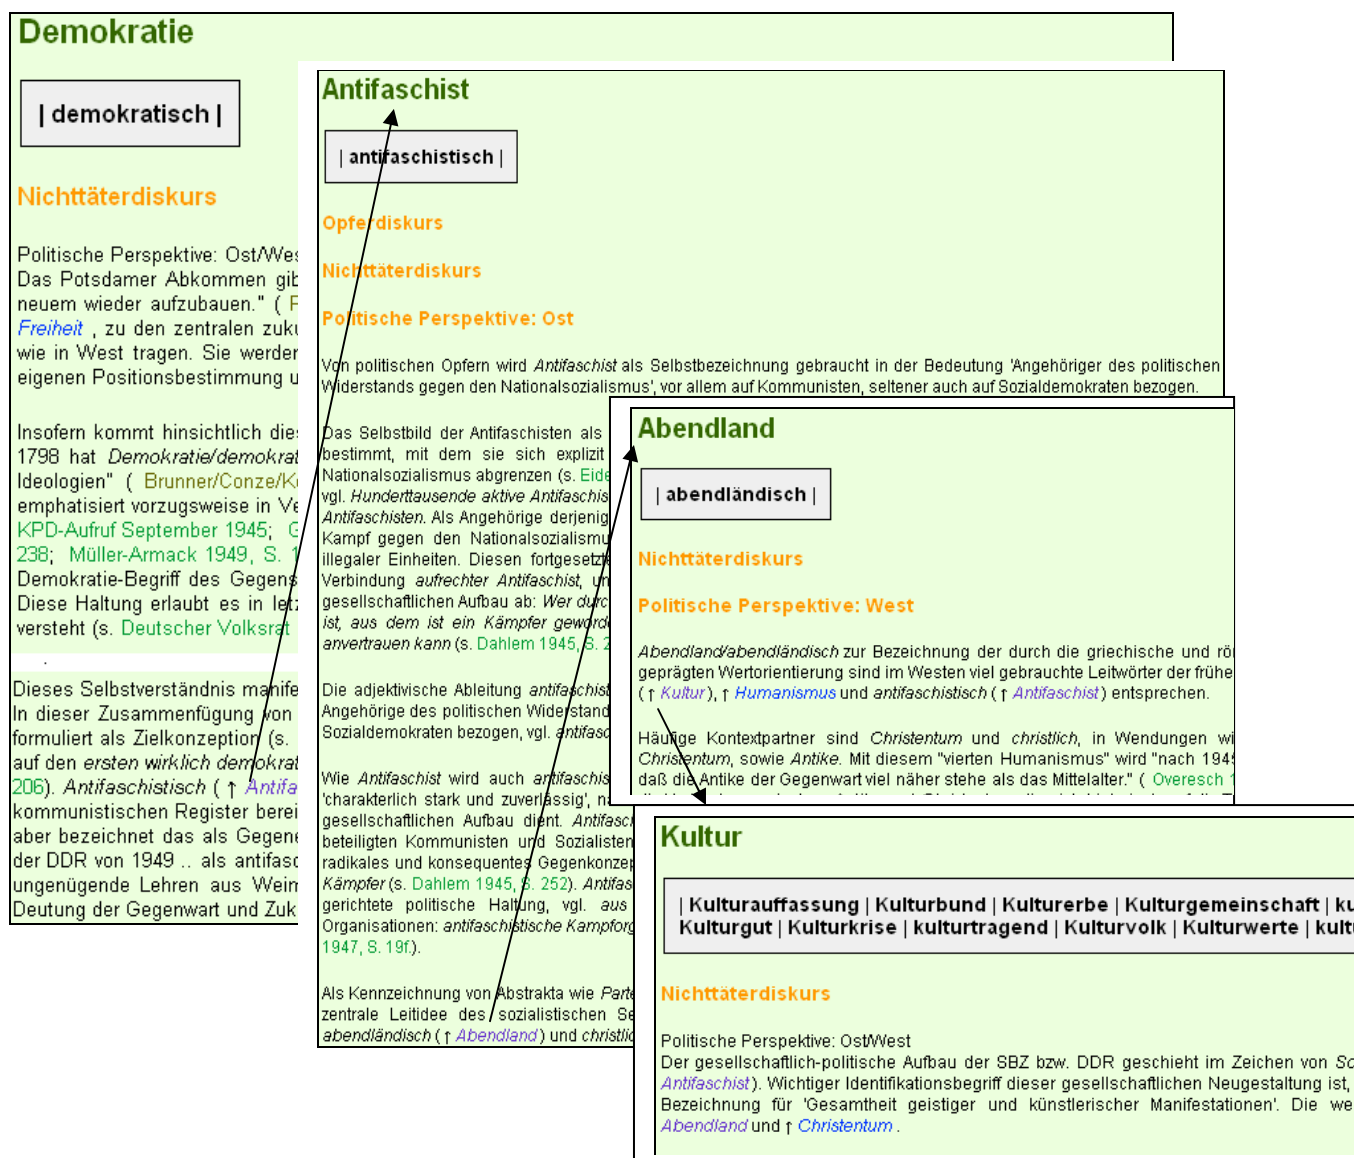 Demokratie
| demokratisch |
Nichttäterdiskurs
Politische Perspektive: Ost/Wes
Das Potsdamer Abkommen gib
neuem wieder aufzubauen." (
Freiheit , zu den zentralen zuku
wie in West tragen. Sie werder
eigenen Positionsbestimmung u
Insofern kommt hinsichtlich dies
1798 hat Demokratie/demokrat
Ideologien" ( Brunner/Conze/Ko
emphatisiert vorzugsweise in Ve
KPD-Aufruf September 1945; G
238; Müller-Armack 1949, S. 1
Demokratie-Begriff des Gegens
Diese Haltung erlaubt es in letz
versteht (s. Deutscher Volksrat
.
Dieses Selbstverständnis manife
In dieser Zusammenfügung von
formuliert als Zielkonzeption (s.
auf den ersten wirklich demokrat
206). Antifaschistisch ( ↑ Antifa
kommunistischen Register berei
aber bezeichnet das als Gegene
der DDR von 1949 .. als antifasc
ungenügende Lehren aus Weim
Deutung der Gegenwart und Zuk
Antifaschist
| antifaschistisch |
Opferdiskurs
Nichttäterdiskurs
Politische Perspektive: Ost
Von politischen Opfern wird Antifaschist als Selbstbezeichnung gebraucht in der Bedeutung 'Angehöriger des politischen
Widerstands gegen den Nationalsozialismus', vor allem auf Kommunisten, seltener auch auf Sozialdemokraten bezogen.
Das Selbstbild der Antifaschisten als
bestimmt, mit dem sie sich explizit
Nationalsozialismus abgrenzen (s. Eide
vgl. Hunderttausende aktive Antifaschis
Antifaschisten. Als Angehörige derjenig
Kampf gegen den Nationalsozialismu
illegaler Einheiten. Diesen fortgesetzte
Verbindung aufrechter Antifaschist, un
gesellschaftlichen Aufbau ab: Wer durc
ist, aus dem ist ein Kämpfer geworde
anvertrauen kann (s. Dahlem 1945, S. 2
Die adjektivische Ableitung antifaschist
Angehörige des politischen Widerstand
Sozialdemokraten bezogen, vgl. antifasc
Wie Antifaschist wird auch antifaschis
'charakterlich stark und zuverlässig', na
gesellschaftlichen Aufbau dient. Antifasch
beteiligten Kommunisten und Sozialisten
radikales und konsequentes Gegenkonzep
Kämpfer (s. Dahlem 1945, S. 252). Antifas
gerichtete politische Haltung, vgl. aus
Organisationen: antifaschistische Kampforg
1947, S. 19f.).
Als Kennzeichnung von Abstrakta wie Parte
zentrale Leitidee des sozialistischen Se
abendländisch ( ↑ Abendland ) und christlic
Abendland
| abendländisch |
Nichttäterdiskurs
Politische Perspektive: West
Abendland/abendländisch zur Bezeichnung der durch die griechische und röm
geprägten Wertorientierung sind im Westen viel gebrauchte Leitwörter der frühe
( ↑ Kultur ), ↑ Humanismus und antifaschistisch ( ↑ Antifaschist ) entsprechen.
Häufige Kontextpartner sind Christentum und christlich, in Wendungen wi
Christentum, sowie Antike. Mit diesem "vierten Humanismus" wird "nach 1945
daß die Antike der Gegenwart viel näher stehe als das Mittelalter." ( Overesch 1
Kultur
| Kulturauffassung | Kulturbund | Kulturerbe | Kulturgemeinschaft | ku
Kulturgut | Kulturkrise | kulturtragend | Kulturvolk | Kulturwerte | kult
Nichttäterdiskurs
Politische Perspektive: Ost/West
Der gesellschaftlich-politische Aufbau der SBZ bzw. DDR geschieht im Zeichen von So
Antifaschist ). Wichtiger Identifikationsbegriff dieser gesellschaftlichen Neugestaltung ist,
Bezeichnung für 'Gesamtheit geistiger und künstlerischer Manifestationen'. Die we
Abendland und ↑ Christentum .